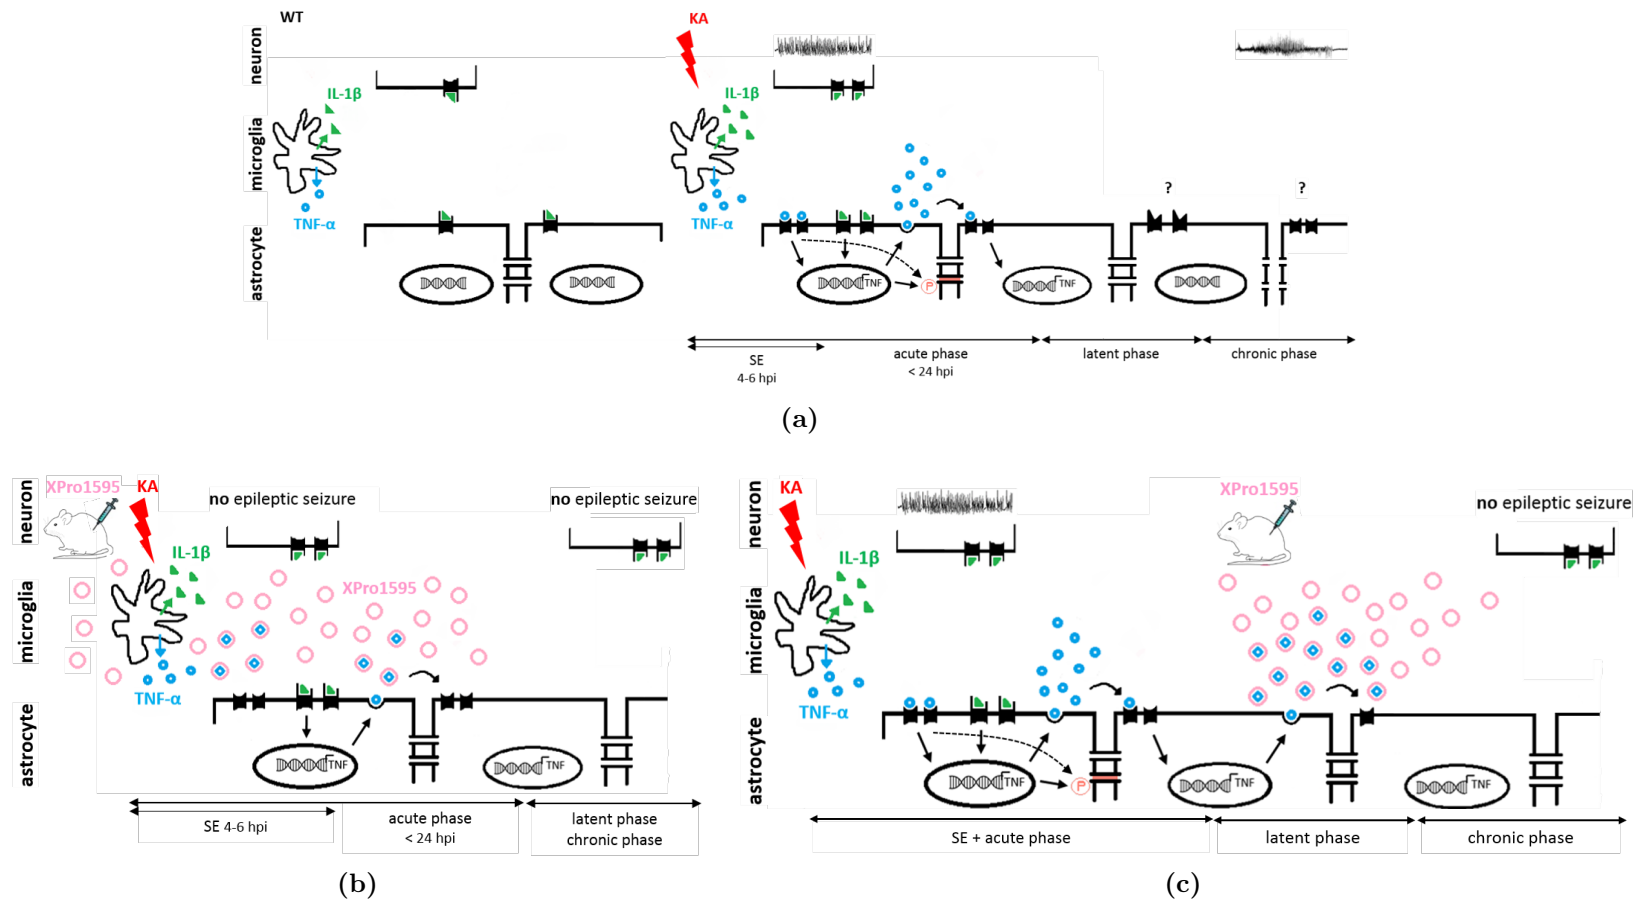 WT
KA
neuron
IL-1β
IL-1β
microglia
?
?
TNF-α
TNF-α
astrocyte
TNF
P
TNF
SE
4-6 hpi
acute phase
< 24 hpi
latent phase
chronic phase
(a)
neuron
XPro1595
KA
no epileptic seizure
no epileptic seizure
IL-1β
microglia
XPro1595
TNF-α
astrocyte
TNF
TNF
SE 4-6 hpi
acute phase
< 24 hpi
latent phase
chronic phase
(b)
neuron
KA
XPro1595
no epileptic seizure
IL-1β
microglia
TNF-α
astrocyte
TNF
P
TNF
TNF
SE + acute phase
latent phase
chronic phase
(c)